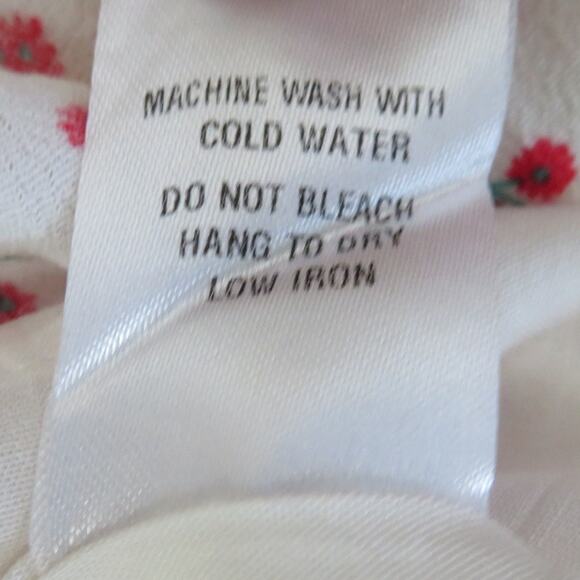 MACHINE WASH WITH
COLD WATER
DO NOT BLEACH
HANG TO DRY
LOW IRON